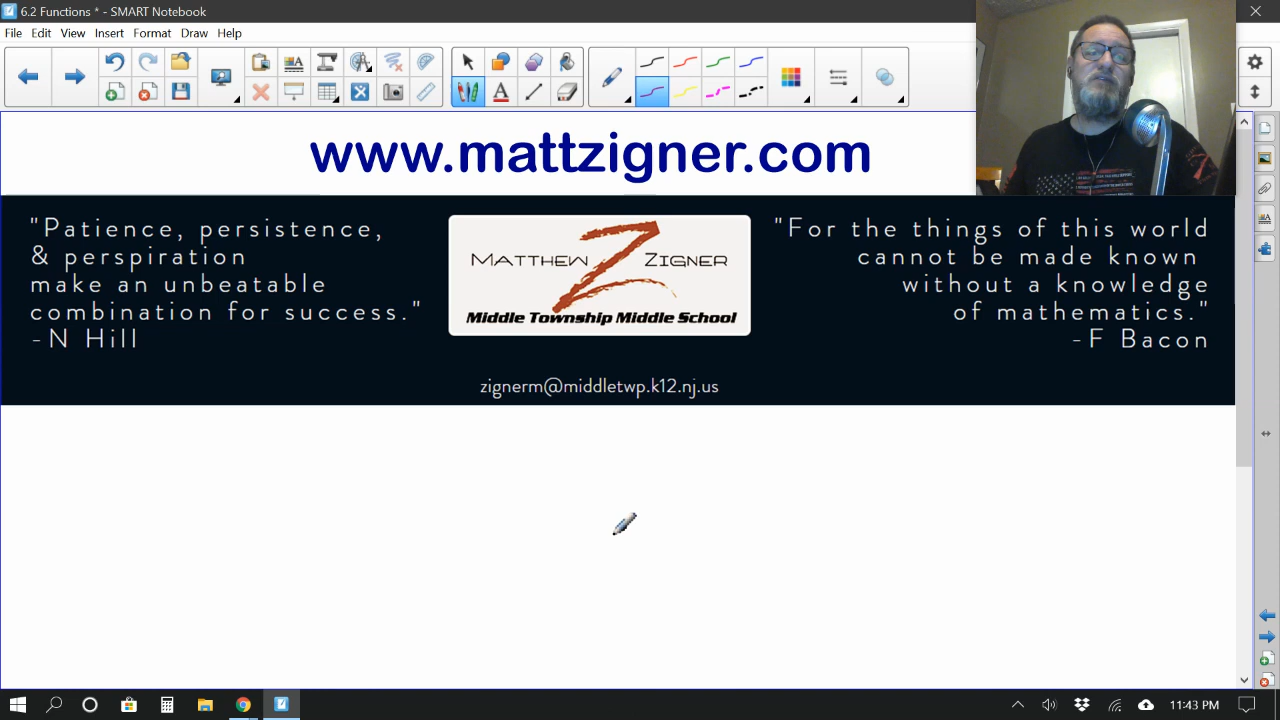 6.2 Functions * - SMART Notebook
File Edit View Insert Format Draw Help
www.mattzigner.com
"Patience, persistence,
& perspiration
make an unbeatable
combination for success."
-N Hill
MATTHEW ZIGNER
Middle Township Middle School
"For the things of this world
cannot be made known
without a knowledge
of mathematics."
-F Bacon
zignerm@middletwp.k12.nj.us
11:43 PM